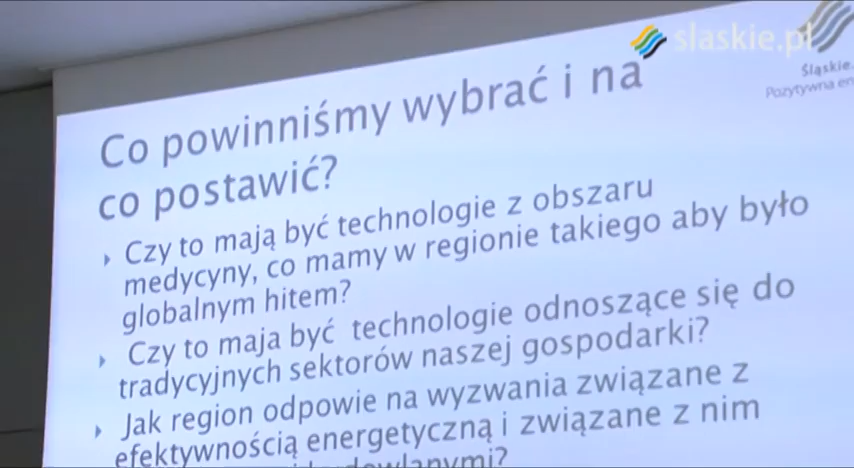 slaskie.pl
Śląskie.
Pozytywna en
Co powinniśmy wybrać i na
co postawić?
Czy to mają być technologie z obszaru
medycyny, co mamy w regionie takiego aby było
globalnym hitem?
Czy to maja być technologie odnoszące się do
tradycyjnych sektorów naszej gospodarki?
Jak region odpowie na wyzwania związane z
efektywnością energetyczną i związane z nim